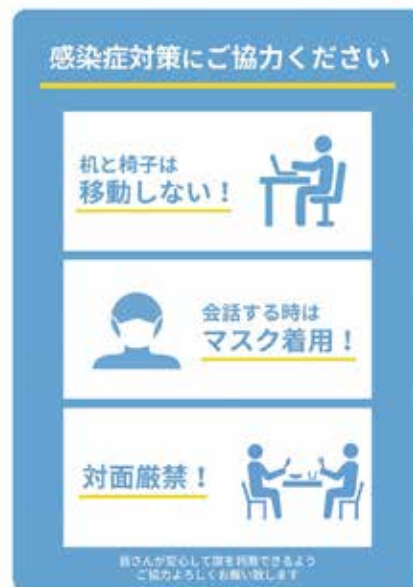 感染症対策にご協力ください
机と椅子は
移動しない！
会話する時は
マスク着用！
対面厳禁！
皆さんが安心して席を利用できるよう
ご協力よろしくお願い致します